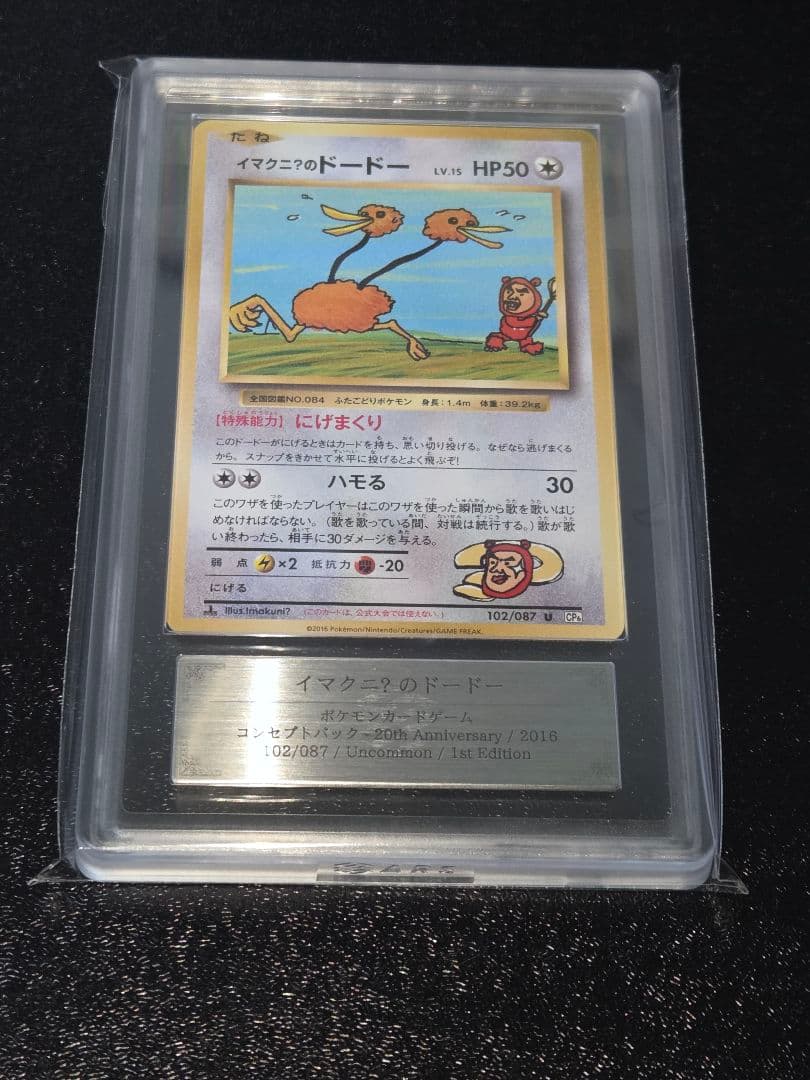 たね
イマクニ?のドードー LV.15 HP50
全国図鑑NO.084 ふたごどりポケモン 身長:1.4m 体重:39.2kg
【特殊能力】にげまくり
このドードーがにげるときはカードを持ち、思い切り投げる。なぜなら逃げまくる
から。スナップをきかせて水平に投げるとよく飛ぶぞ!
ハモる 30
このワザを使ったプレイヤーはこのワザを使った瞬間から歌を歌いはじ
めなければならない。(歌を歌っている間、対戦は続行する。)歌が歌
い終わったら、相手に30ダメージを与える。
弱点 ×2 抵抗力 -20
にげる
Illus.Imakuni? (このカードは、公式大会では使えない。) 102/087 U CP6
©2016 Pokémon/Nintendo/Creatures/GAME FREAK.
イマクニ?のドードー
ポケモンカードゲーム
コンセプトパック - 20th Anniversary / 2016
102/087 / Uncommon / 1st Edition